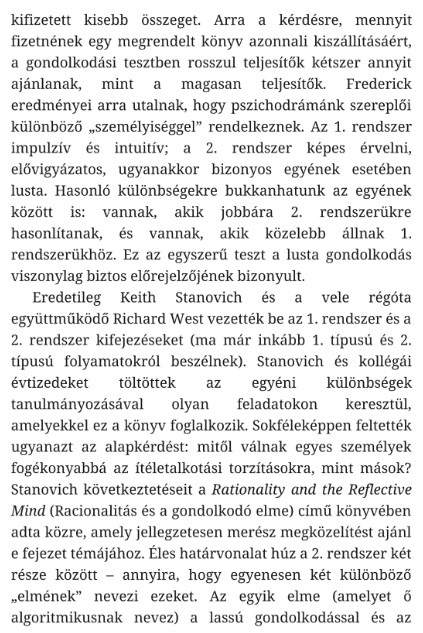 kifizetett kisebb összeget. Arra a kérdésre, mennyit
fizetnének egy megrendelt könyv azonnali kiszállításáért,
a gondolkodási tesztben rosszul teljesítők kétszer annyit
ajánlanak, mint a magasan teljesítők. Frederick
eredményei arra utalnak, hogy pszichodrámánk szereplői
különböző „személyiséggel” rendelkeznek. Az 1. rendszer
impulzív és intuitív; a 2. rendszer képes érvelni,
elővigyázatos, ugyanakkor bizonyos egyének esetében
lusta. Hasonló különbségekre bukkanhatunk az egyének
között is: vannak, akik jobbára 2. rendszerükre
hasonlítanak, és vannak, akik közelebb állnak 1.
rendszerükhöz. Ez az egyszerű teszt a lusta gondolkodás
viszonylag biztos előrejelzőjének bizonyult.
Eredetileg Keith Stanovich és a vele régóta
együttműködő Richard West vezették be az 1. rendszer és a
2. rendszer kifejezéseket (ma már inkább 1. típusú és 2.
típusú folyamatokról beszélnek). Stanovich és kollégái
évtizedeket töltöttek az egyéni különbségek
tanulmányozásával olyan feladatokon keresztül,
amelyekkel ez a könyv foglalkozik. Sokféleképpen feltették
ugyanazt az alapkérdést: mitől válnak egyes személyek
fogékonyabbá az ítéletalkotási torzításokra, mint mások?
Stanovich következtetéseit a Rationality and the Reflective
Mind (Racionalitás és a gondolkodó elme) című könyvében
adta közre, amely jellegzetesen merész megközelítést ajánl
e fejezet témájához. Éles határvonalat húz a 2. rendszer két
része között – annyira, hogy egyenesen két különböző
„elmének” nevezi ezeket. Az egyik elme (amelyet ő
algoritmikusnak nevez) a lassú gondolkodással és az